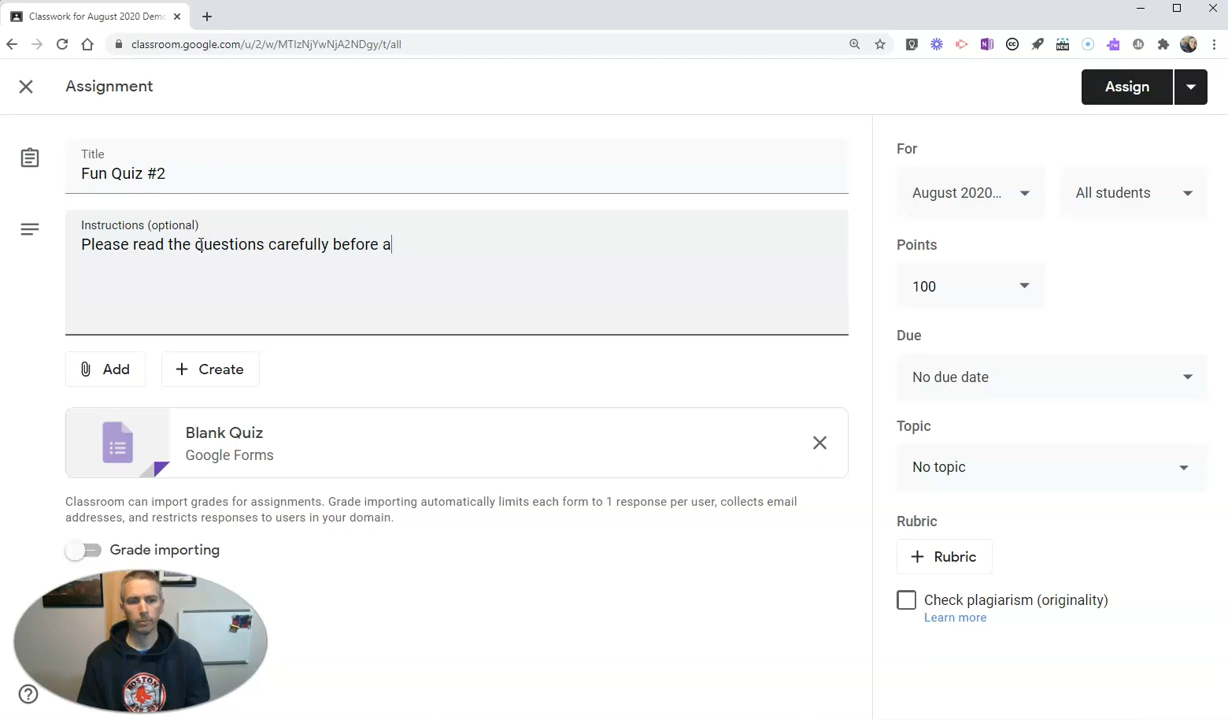 Classwork for August 2020 Demo
classroom.google.com/u/2/w/MTIzNjYwNjA2NDgy/t/all
Assignment
Assign
Title
Fun Quiz #2
Instructions (optional)
Please read the questions carefully before a
Add
Create
Blank Quiz
Google Forms
Classroom can import grades for assignments. Grade importing automatically limits each form to 1 response per user, collects email
addresses, and restricts responses to users in your domain.
Grade importing
For
August 2020...
All students
Points
100
Due
No due date
Topic
No topic
Rubric
Rubric
Check plagiarism (originality)
Learn more
BOSTON